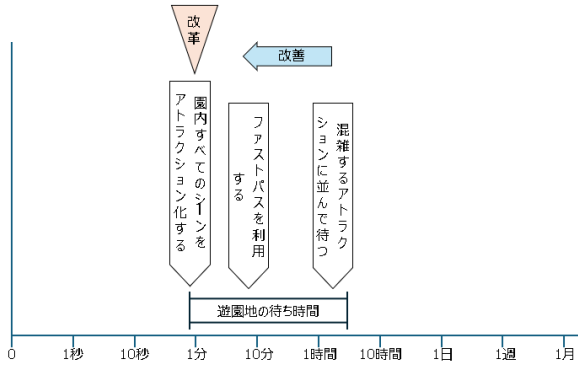 改
革
改善
園内すべてのシーンを
アトラクション化する
ファストパスを利用
する
混雑するアトラク
ションに並んで待つ
遊園地の待ち時間
0 1秒 10秒 1分 10分 1時間 10時間 1日 1週 1月